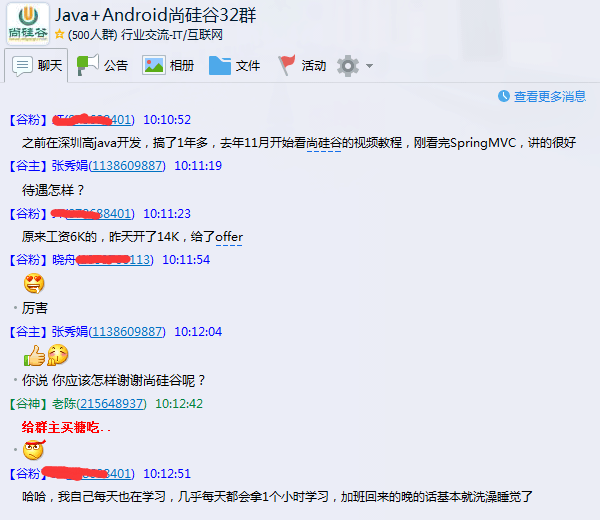 Java+Android尚硅谷32群
尚硅谷
(500人群) 行业交流-IT/互联网
聊天 公告 相册 文件 活动
查看更多消息
【谷粉】 8401) 10:10:52
之前在深圳高java开发，搞了1年多，去年11月开始看尚硅谷的视频教程，刚看完SpringMVC，讲的很好
【谷主】张秀娟(1138609887) 10:11:19
待遇怎样？
【谷粉】 88401) 10:11:23
原来工资6K的，昨天开了14K，给了offer
【谷粉】晓舟( 113) 10:11:54
厉害
【谷主】张秀娟(1138609887) 10:12:04
你说 你应该怎样谢谢尚硅谷呢？
【谷神】老陈(215648937) 10:12:42
给群主买糖吃..
【谷粉】 8401) 10:12:51
哈哈，我自己每天也在学习，几乎每天都会拿1个小时学习，加班回来的晚的话基本就洗澡睡觉了